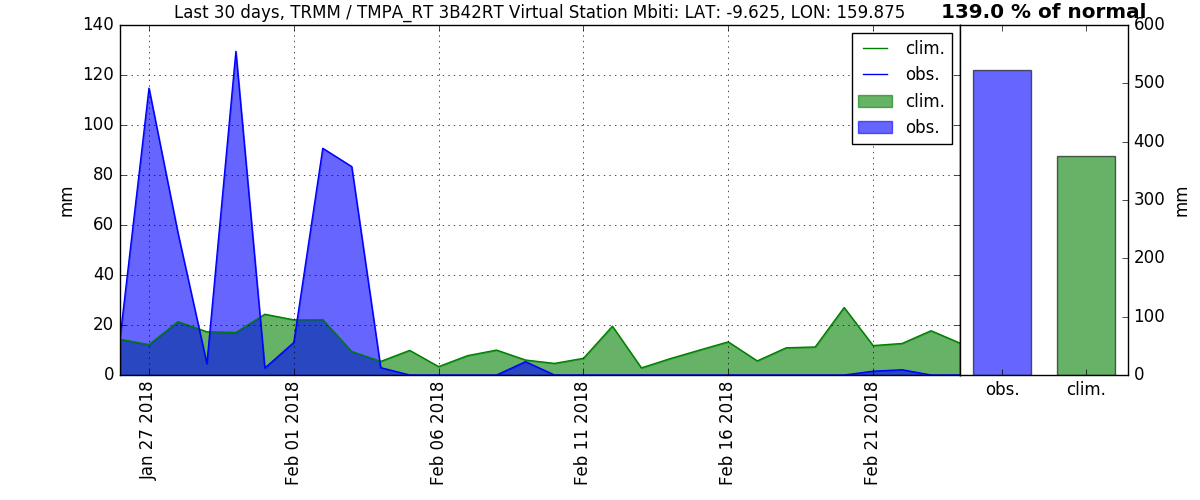 Last 30 days, TRMM / TMPA_RT 3B42RT Virtual Station Mbiti: LAT: -9.625, LON: 159.875
139.0 % of normal
mm
140
120
100
80
60
40
20
0
clim.
obs.
clim.
obs.
Jan 27 2018
Feb 01 2018
Feb 06 2018
Feb 11 2018
Feb 16 2018
Feb 21 2018
600
500
400
300
200
100
0
mm
obs.
clim.